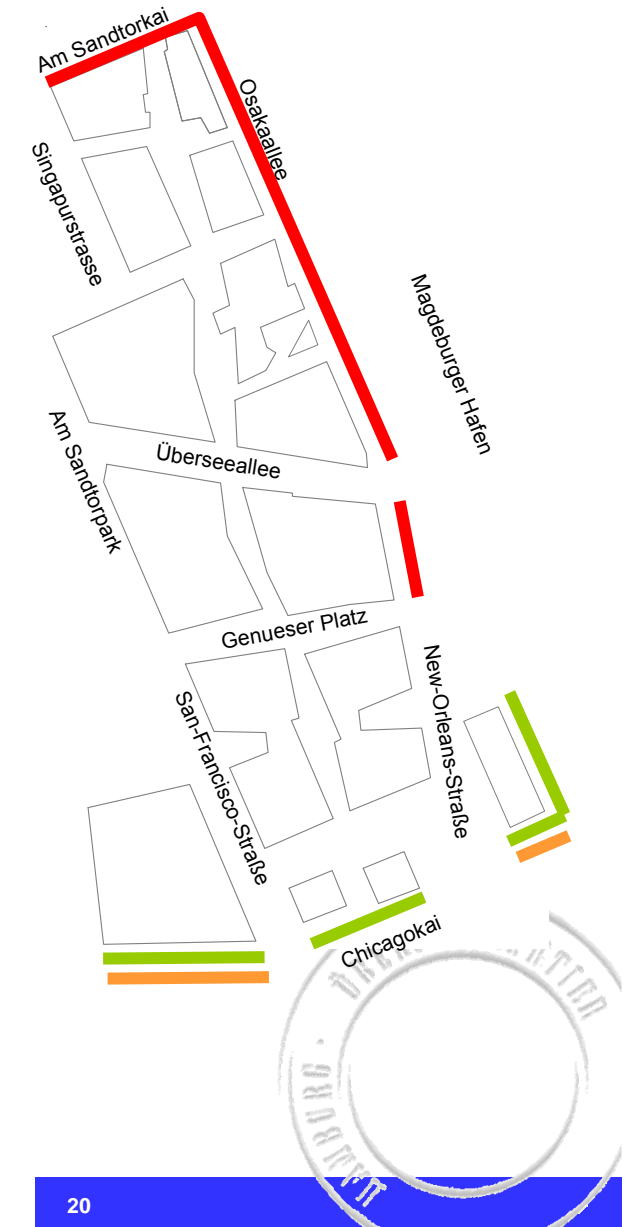 Am Sandtorkai
Osakaallee
Singapurstrasse
Magdeburger Hafen
Am Sandtorpark
Überseeallee
Genueser Platz
New-Orleans-Straße
San-Francisco-Straße
Chicagokai
20